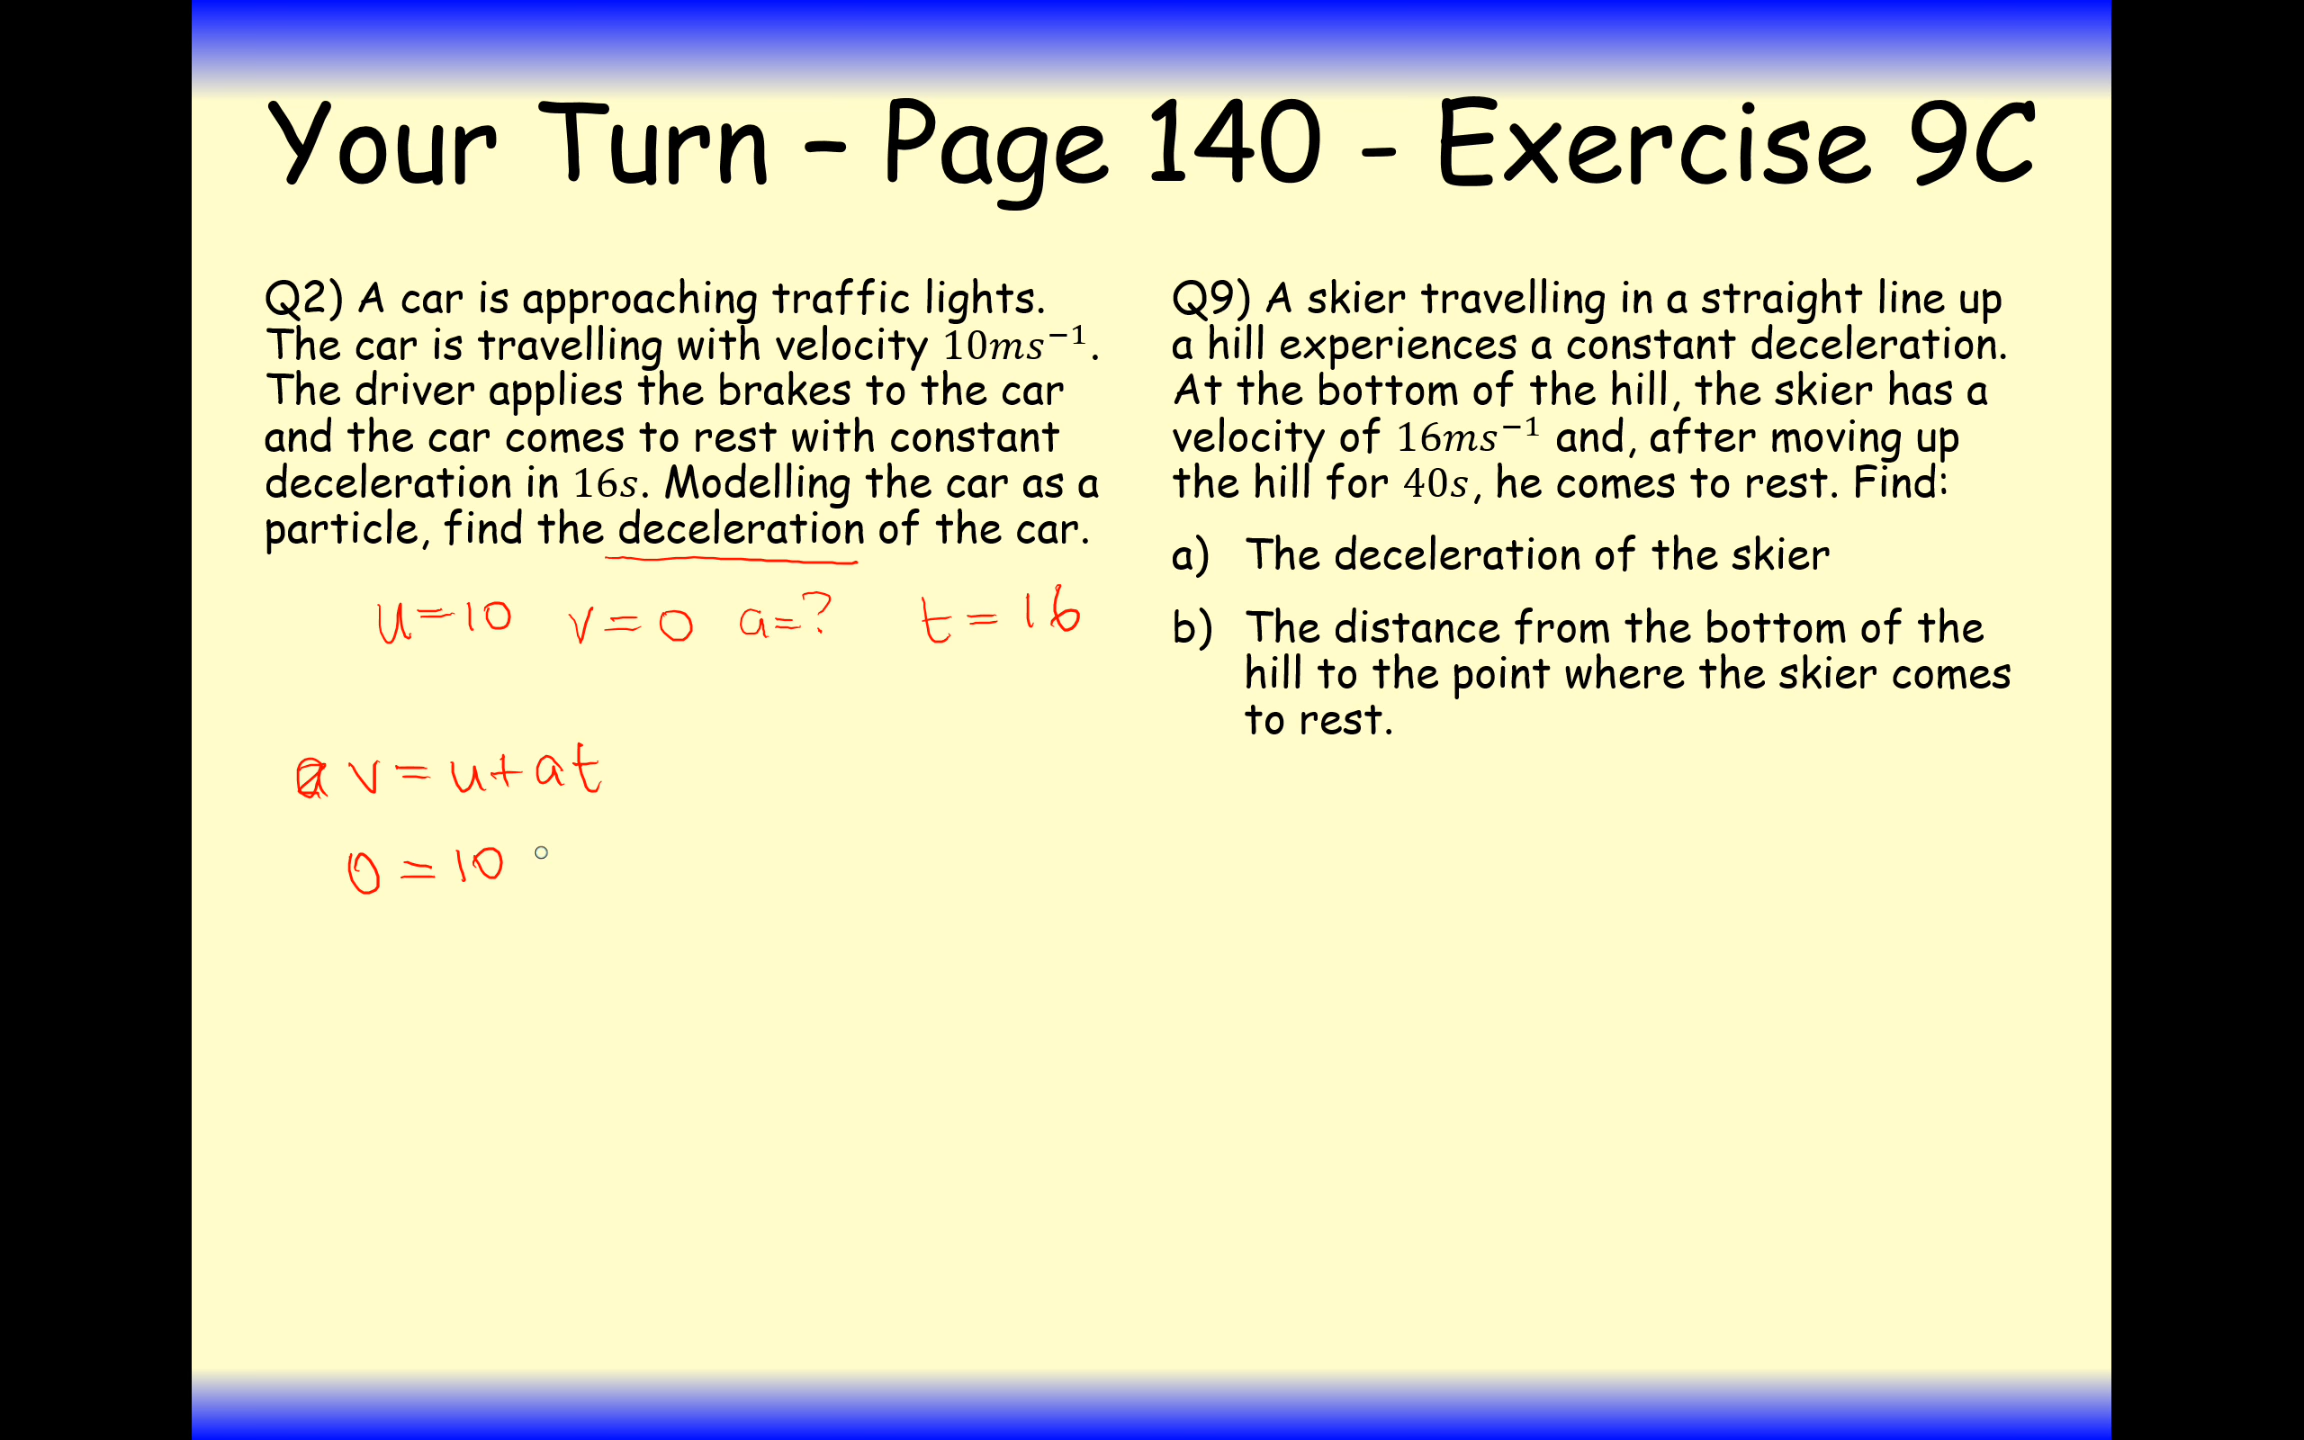 Your Turn – Page 140 - Exercise 9C
Q2) A car is approaching traffic lights.
The car is travelling with velocity 10ms⁻¹.
The driver applies the brakes to the car
and the car comes to rest with constant
deceleration in 16s. Modelling the car as a
particle, find the deceleration of the car.
u=10 v=0 a=? t=16
v=u+at
0=10
Q9) A skier travelling in a straight line up
a hill experiences a constant deceleration.
At the bottom of the hill, the skier has a
velocity of 16ms⁻¹ and, after moving up
the hill for 40s, he comes to rest. Find:
a) The deceleration of the skier
b) The distance from the bottom of the
hill to the point where the skier comes
to rest.